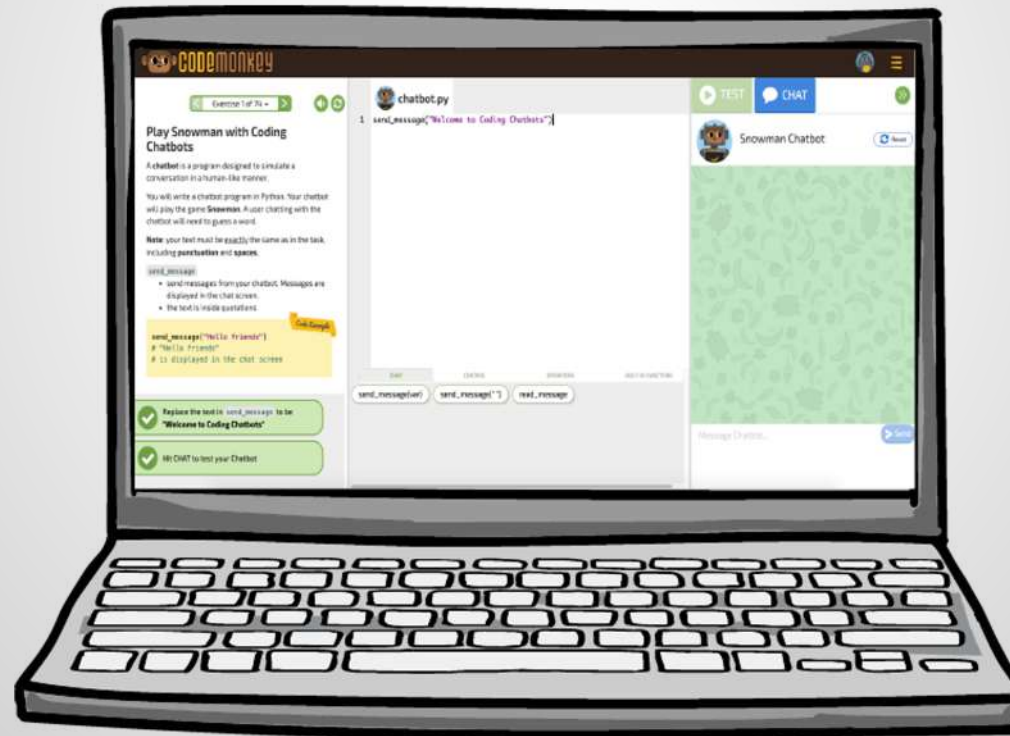 CODEMONKEY
Exercise 1 of 74
Play Snowman with Coding
Chatbots
A chatbot is a program designed to simulate a
conversation in a human-like manner.
You will write a chatbot program in Python. Your chatbot
will play the game Snowman. A user chatting with the
chatbot will need to guess a word.
Note: your text must be exactly the same as in the task,
including punctuation and spaces.
send_message
• send messages from your chatbot. Messages are
displayed in the chat screen.
• the text is inside quotations
Code Example
send_message("Hello friends")
# "Hello friends"
# is displayed in the chat screen
Replace the text in send_message to be
"Welcome to Coding Chatbots"
Hit CHAT to test your Chatbot
chatbot.py
1 send_message("Welcome to Coding Chatbots")
CHAT CONTROL OPERATORS
send_message(var) send_message(" ") read_message
TEST CHAT
Snowman Chatbot
Reset
Message Chatbot...
Send